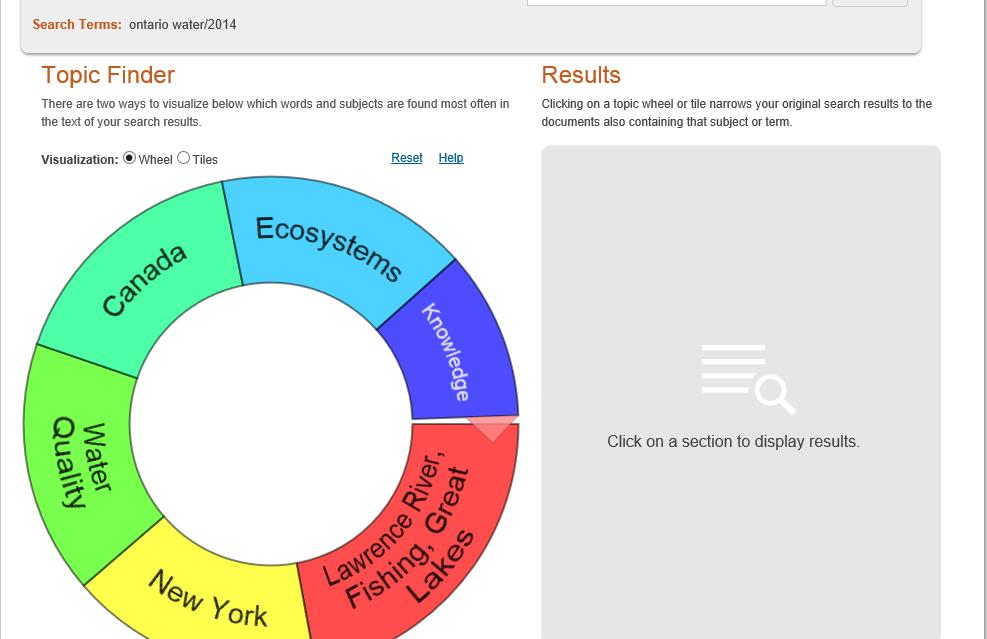 Search Terms: ontario water/2014
Topic Finder
There are two ways to visualize below which words and subjects are found most often in
the text of your search results.
Visualization: Wheel Tiles
Reset Help
Ecosystems
Knowledge
Canada
Water
Quality
New York
Lawrence River,
Fishing, Great
Lakes
Results
Clicking on a topic wheel or tile narrows your original search results to the
documents also containing that subject or term.
Click on a section to display results.